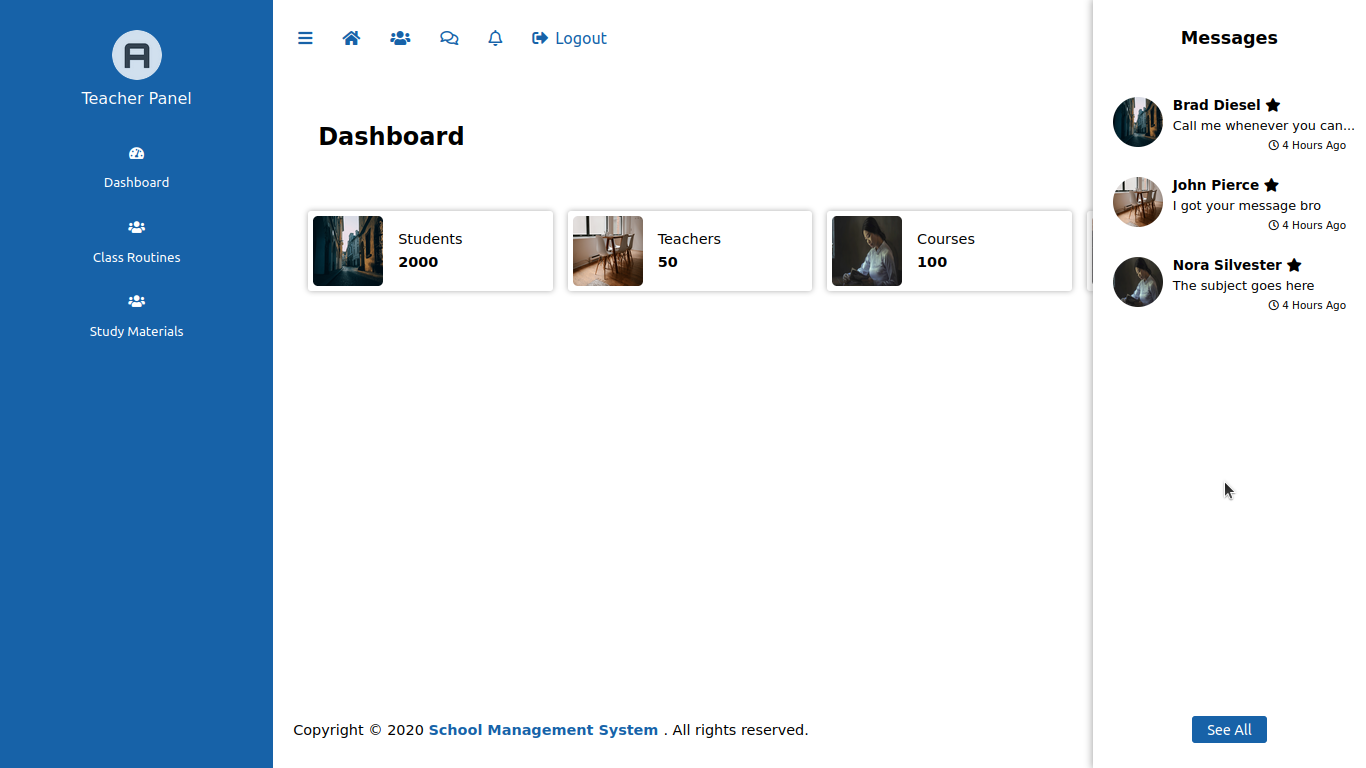 Teacher Panel
Dashboard
Class Routines
Study Materials
Logout
Dashboard
Students
2000
Teachers
50
Courses
100
Copyright © 2020 School Management System . All rights reserved.
Messages
Brad Diesel
Call me whenever you can...
4 Hours Ago
John Pierce
I got your message bro
4 Hours Ago
Nora Silvester
The subject goes here
4 Hours Ago
See All